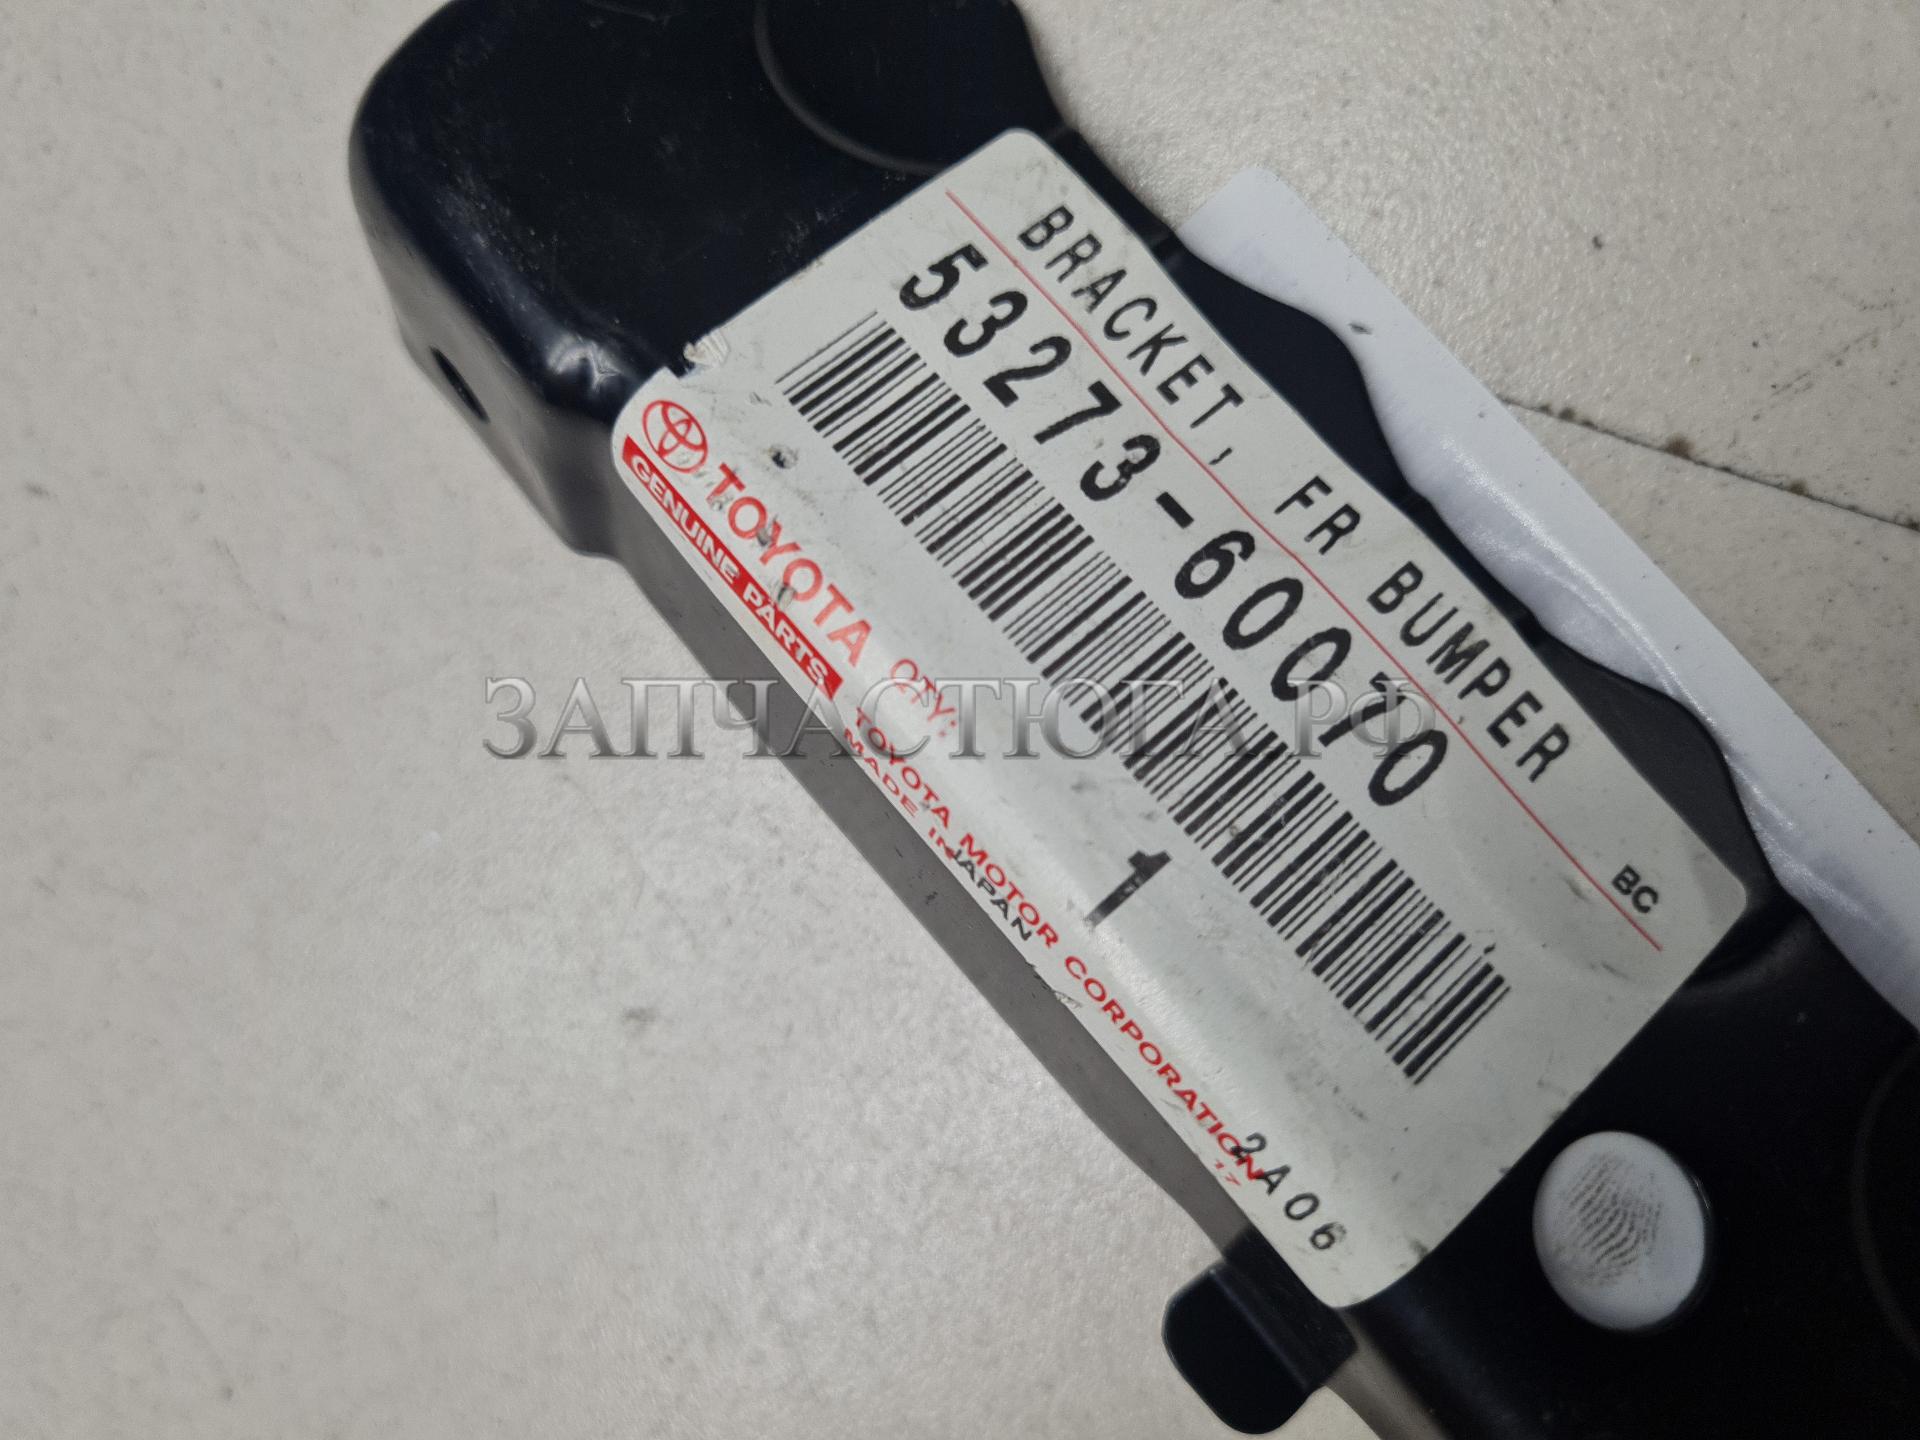 BRACKET, FR BUMPER
BC
53273-60070
TOYOTA
GENUINE PARTS
QTY:
1
TOYOTA MOTOR CORPORATION
MADE IN JAPAN
17
2A06
ЗАПЧАСТЮГА.РФ